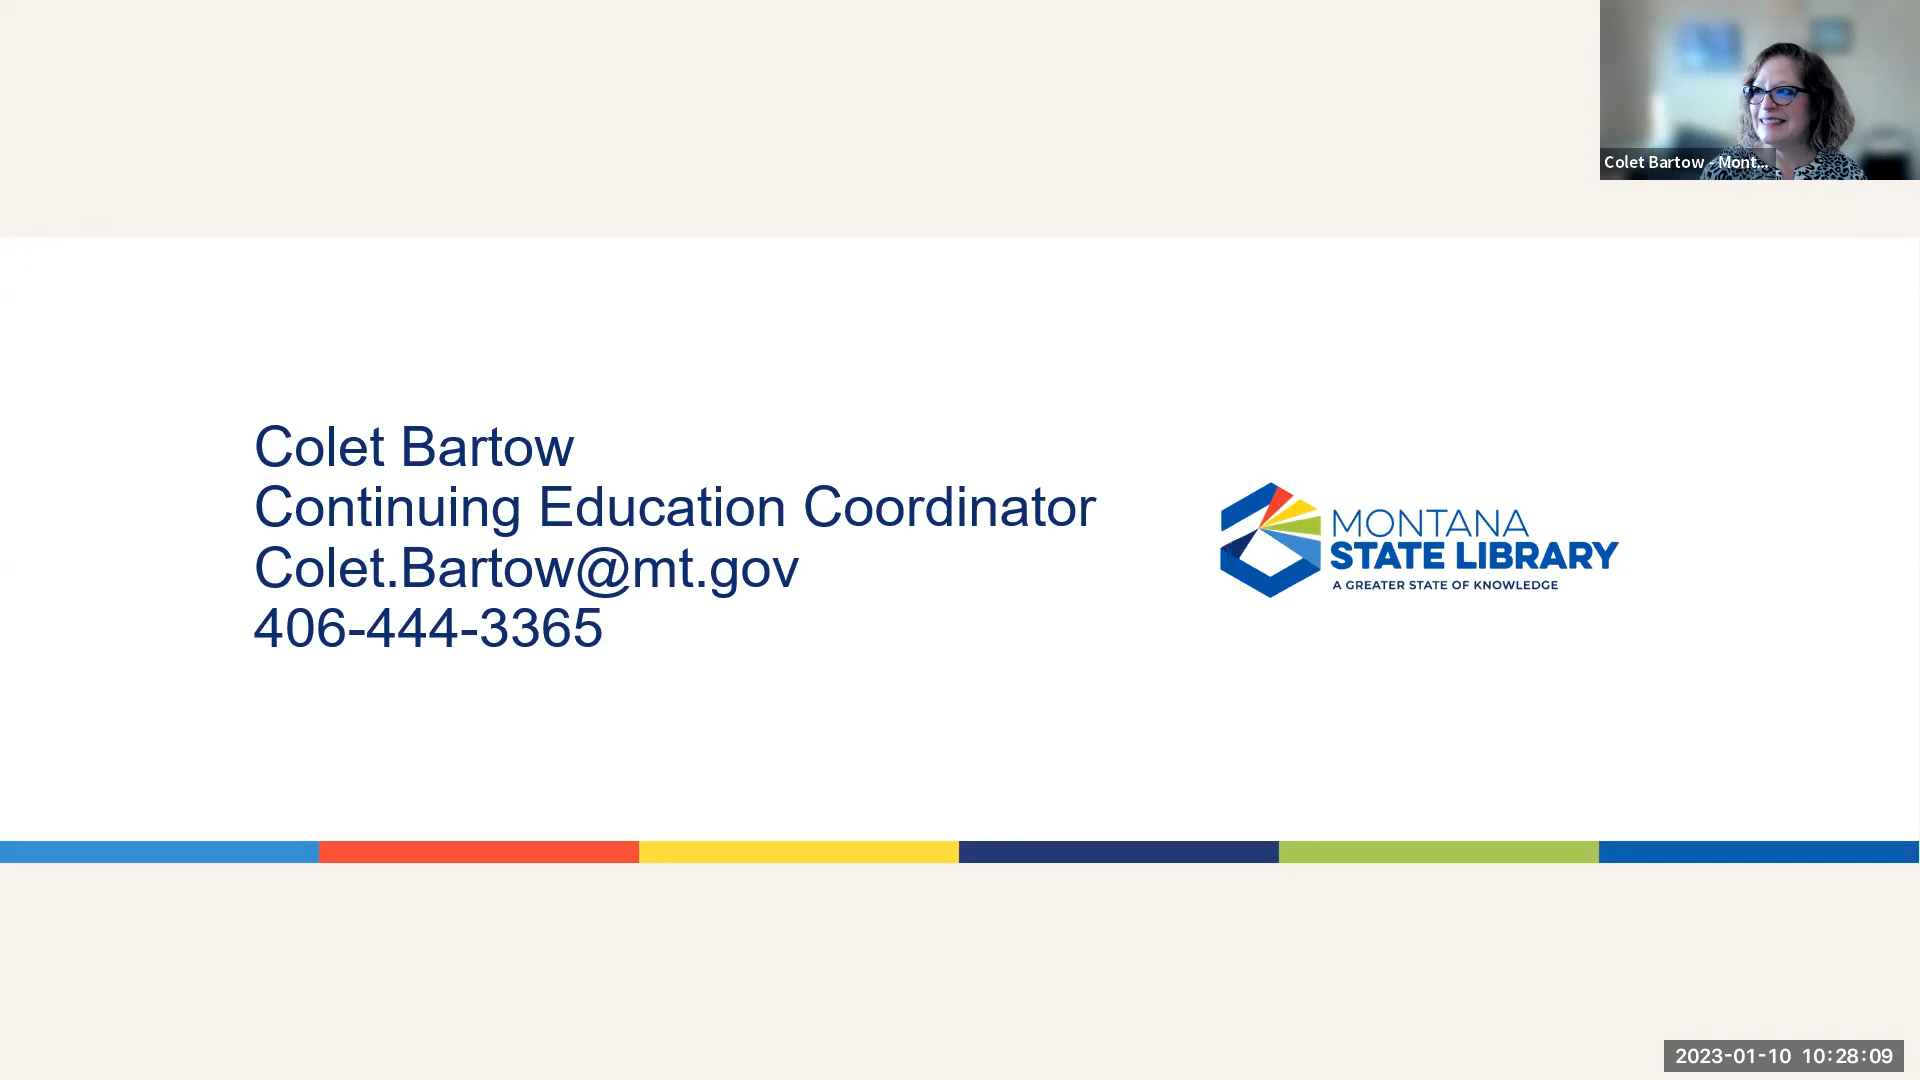 Colet Bartow - Mont...
Colet Bartow
Continuing Education Coordinator
Colet.Bartow@mt.gov
406-444-3365
MONTANA
STATE LIBRARY
A GREATER STATE OF KNOWLEDGE
2023-01-10 10:28:09